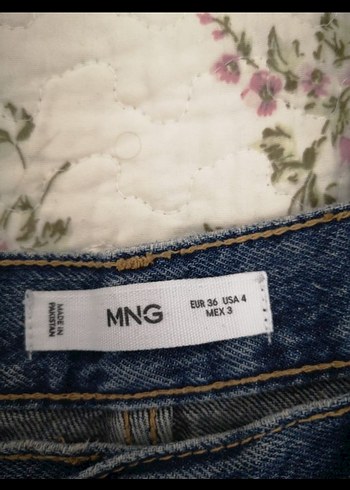 MADE IN
PAKISTAN
MNG
EUR 36 USA 4
MEX 3